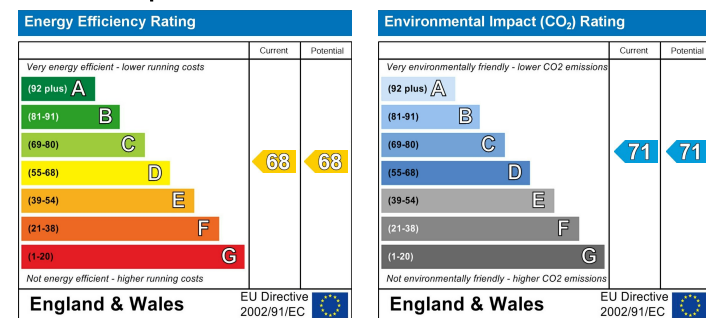 Energy Efficiency Rating
Current Potential
Very energy efficient - lower running costs
(92 plus) A
(81-91) B
(69-80) C
(55-68) D
(39-54) E
(21-38) F
(1-20) G
68 68
Not energy efficient - higher running costs
England & Wales
EU Directive
2002/91/EC
Environmental Impact (CO₂) Rating
Current Potential
Very environmentally friendly - lower CO2 emissions
(92 plus) A
(81-91) B
(69-80) C
(55-68) D
(39-54) E
(21-38) F
(1-20) G
71 71
Not environmentally friendly - higher CO2 emissions
England & Wales
EU Directive
2002/91/EC